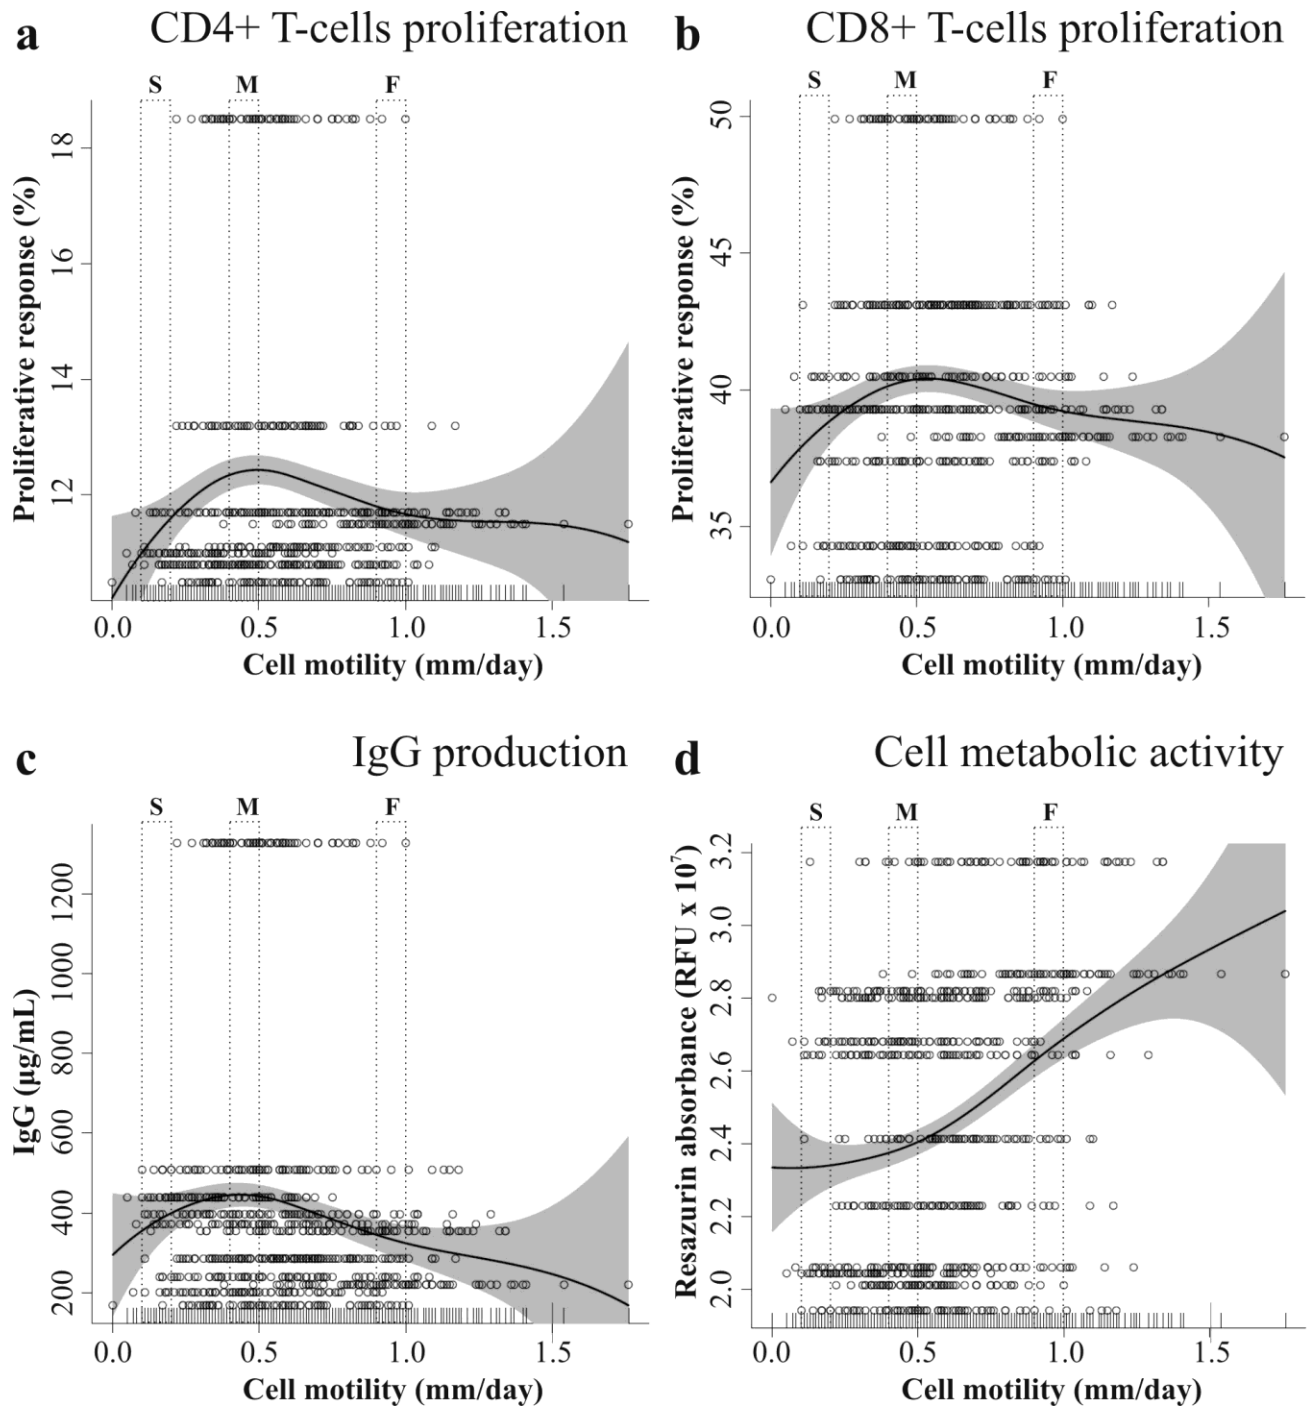 a CD4+ T-cells proliferation
S M F
18
16
14
12
Proliferative response (%)
0.0 0.5 1.0 1.5
Cell motility (mm/day)
b CD8+ T-cells proliferation
S M F
50
45
40
35
Proliferative response (%)
0.0 0.5 1.0 1.5
Cell motility (mm/day)
c IgG production
S M F
1200
1000
800
600
400
200
IgG (µg/mL)
0.0 0.5 1.0 1.5
Cell motility (mm/day)
d Cell metabolic activity
S M F
3.2
3.0
2.8
2.6
2.4
2.2
2.0
Resazurin absorbance (RFU x 10⁷)
0.0 0.5 1.0 1.5
Cell motility (mm/day)